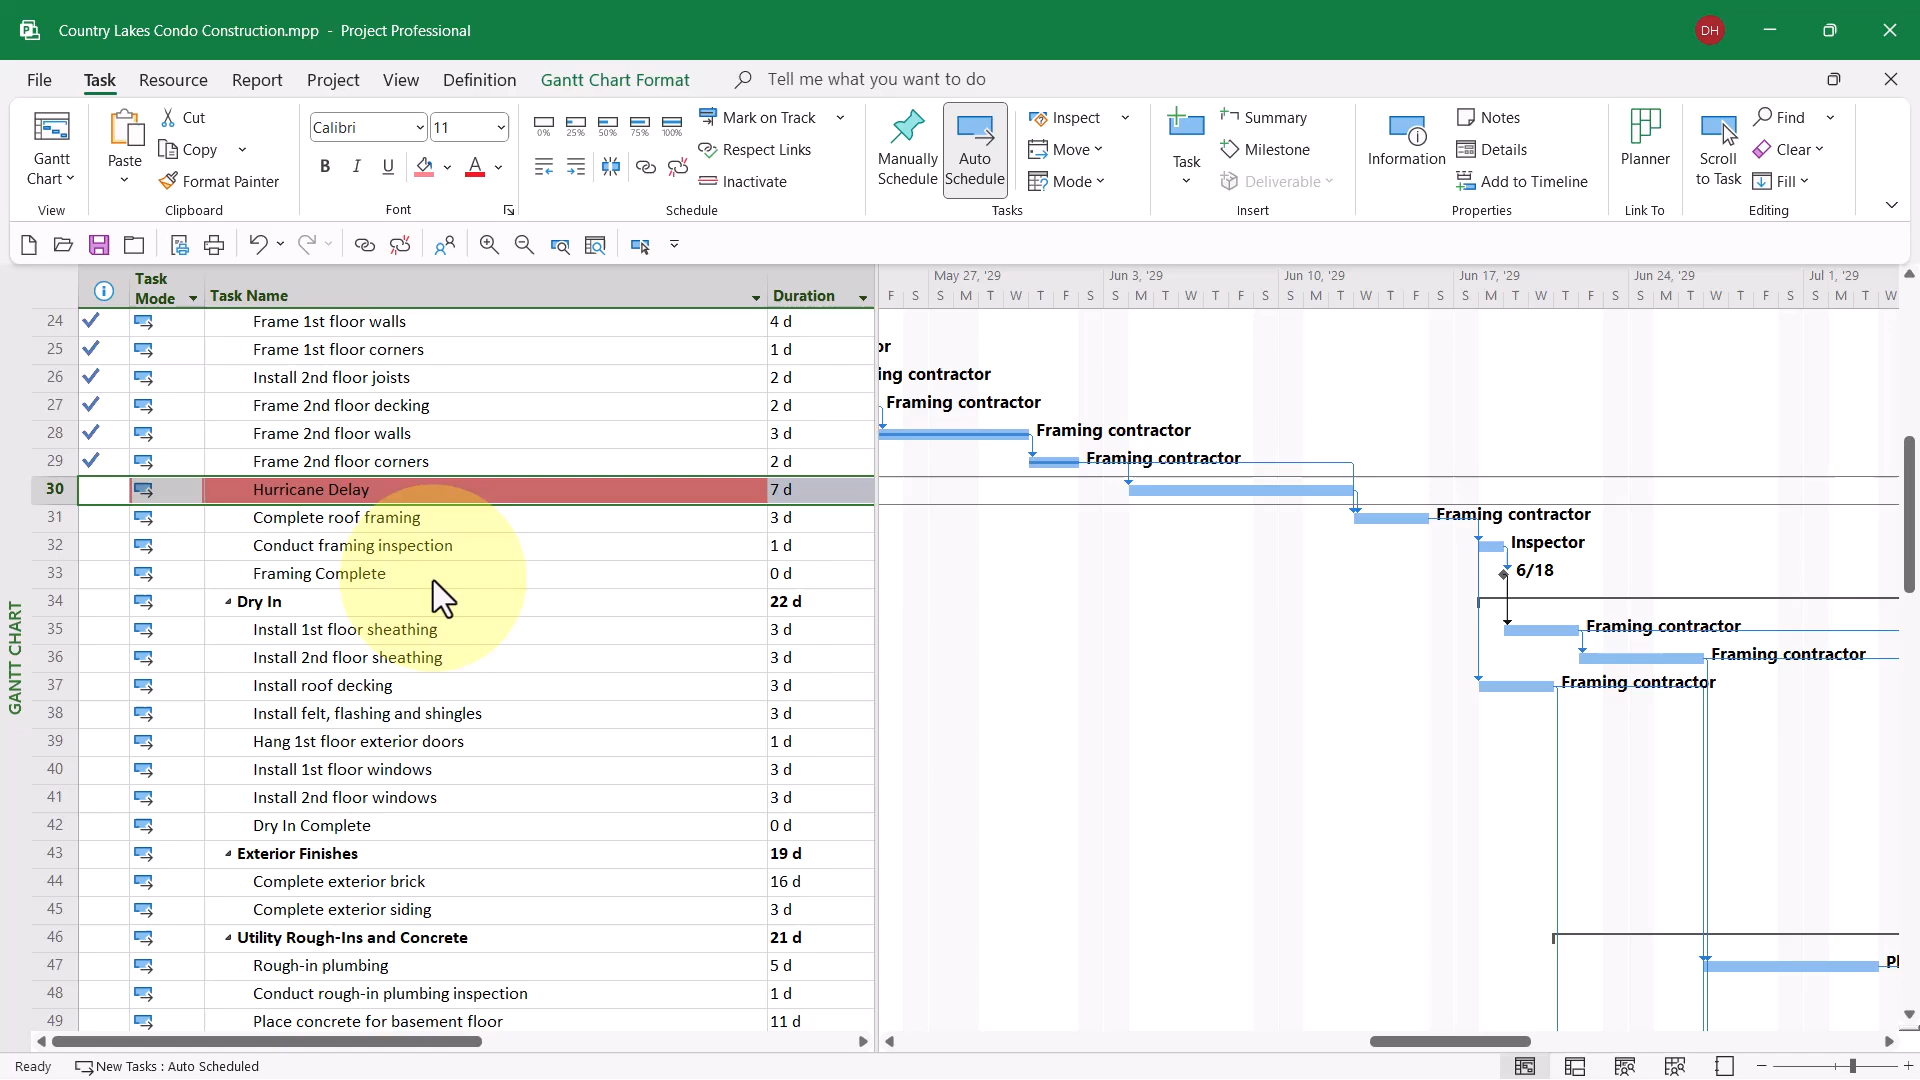 Country Lakes Condo Construction.mpp - Project Professional
DH
File Task Resource Report Project View Definition Gantt Chart Format Tell me what you want to do
Gantt Chart
View
Paste
Cut
Copy
Format Painter
Clipboard
Calibri 11
B I U A
Font
0% 25% 50% 75% 100%
Mark on Track
Respect Links
Inactivate
Schedule
Manually Schedule
Auto Schedule
Inspect
Move
Mode
Tasks
Task
Summary
Milestone
Deliverable
Insert
Information
Notes
Details
Add to Timeline
Properties
Planner
Link To
Scroll to Task
Find
Clear
Fill
Editing
Task Mode Task Name Duration
May 27, '29 Jun 3, '29 Jun 10, '29 Jun 17, '29 Jun 24, '29 Jul 1, '29
F S S M T W T F S S M T W T F S S M T W T F S S M T W T F S S M T W T F S S M T W
24 Frame 1st floor walls 4 d
25 Frame 1st floor corners 1 d or
26 Install 2nd floor joists 2 d ing contractor
27 Frame 2nd floor decking 2 d Framing contractor
28 Frame 2nd floor walls 3 d Framing contractor
29 Frame 2nd floor corners 2 d Framing contractor
30 Hurricane Delay 7 d
31 Complete roof framing 3 d Framing contractor
32 Conduct framing inspection 1 d Inspector
33 Framing Complete 0 d 6/18
34 Dry In 22 d
35 Install 1st floor sheathing 3 d Framing contractor
36 Install 2nd floor sheathing 3 d Framing contractor
37 Install roof decking 3 d Framing contractor
38 Install felt, flashing and shingles 3 d
39 Hang 1st floor exterior doors 1 d
40 Install 1st floor windows 3 d
41 Install 2nd floor windows 3 d
42 Dry In Complete 0 d
43 Exterior Finishes 19 d
44 Complete exterior brick 16 d
45 Complete exterior siding 3 d
46 Utility Rough-Ins and Concrete 21 d
47 Rough-in plumbing 5 d Pl
48 Conduct rough-in plumbing inspection 1 d
49 Place concrete for basement floor 11 d
GANTT CHART
Ready New Tasks : Auto Scheduled